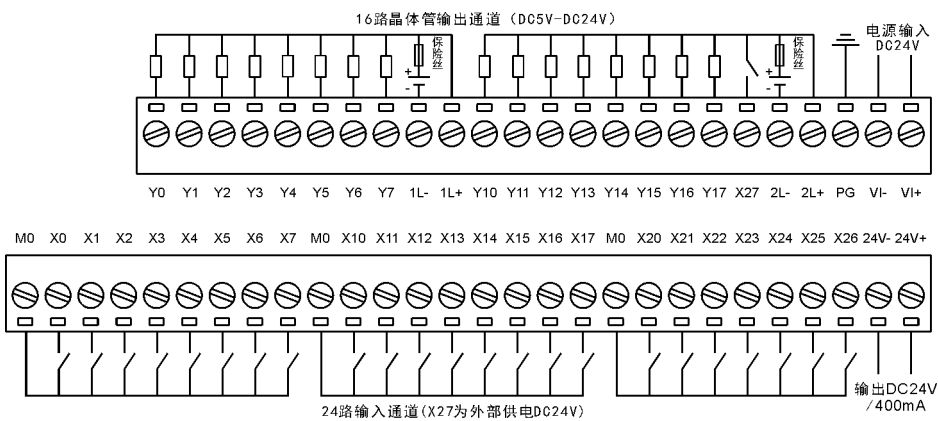 16路晶体管输出通道（DC5V-DC24V）
电源输入
DC24V
保险丝
保险丝
+
-
+
-
Y0 Y1 Y2 Y3 Y4 Y5 Y6 Y7 1L- 1L+ Y10 Y11 Y12 Y13 Y14 Y15 Y16 Y17 X27 2L- 2L+ PG VI- VI+
M0 X0 X1 X2 X3 X4 X5 X6 X7 M0 X10 X11 X12 X13 X14 X15 X16 X17 M0 X20 X21 X22 X23 X24 X25 X26 24V- 24V+
输出DC24V
/400mA
24路输入通道(X27为外部供电DC24V)